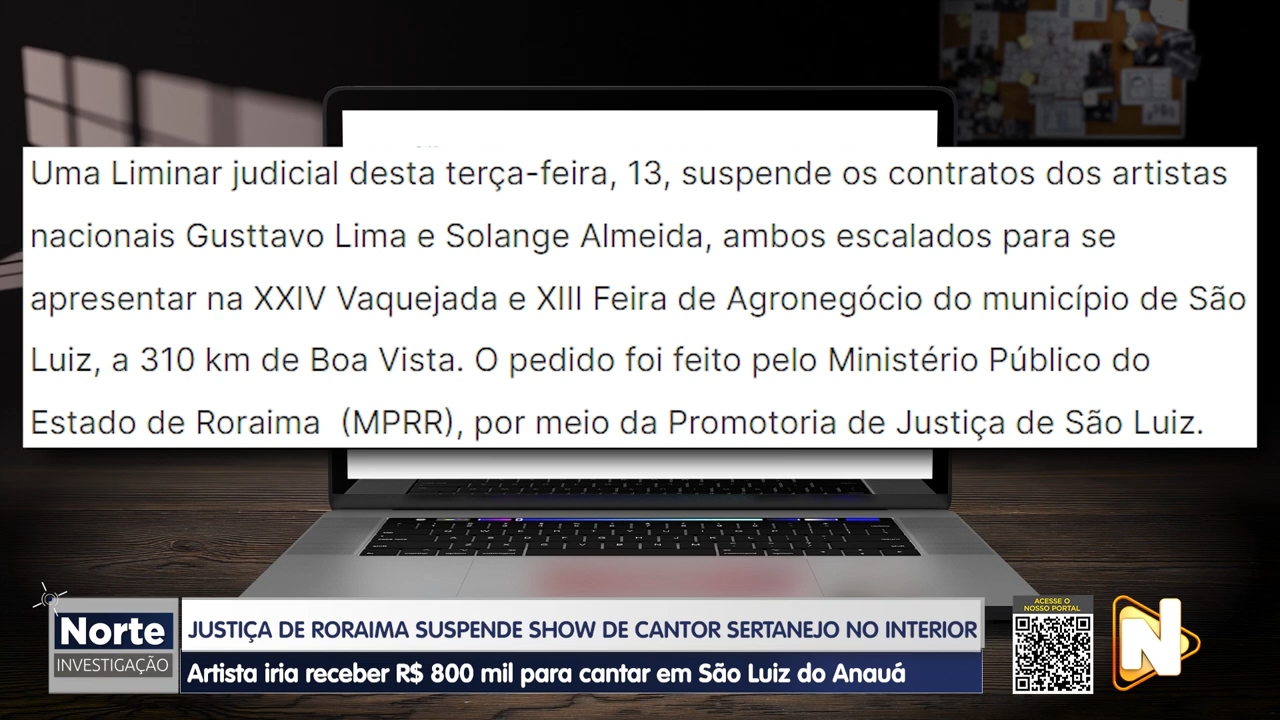 Uma Liminar judicial desta terça-feira, 13, suspende os contratos dos artistas
nacionais Gusttavo Lima e Solange Almeida, ambos escalados para se
apresentar na XXIV Vaquejada e XIII Feira de Agronegócio do município de São
Luiz, a 310 km de Boa Vista. O pedido foi feito pelo Ministério Público do
Estado de Roraima (MPRR), por meio da Promotoria de Justiça de São Luiz.
Norte
INVESTIGAÇÃO
JUSTIÇA DE RORAIMA SUSPENDE SHOW DE CANTOR SERTANEJO NO INTERIOR
Artista iria receber R$ 800 mil para cantar em São Luiz do Anauá
ACESSE O
NOSSO PORTAL
N